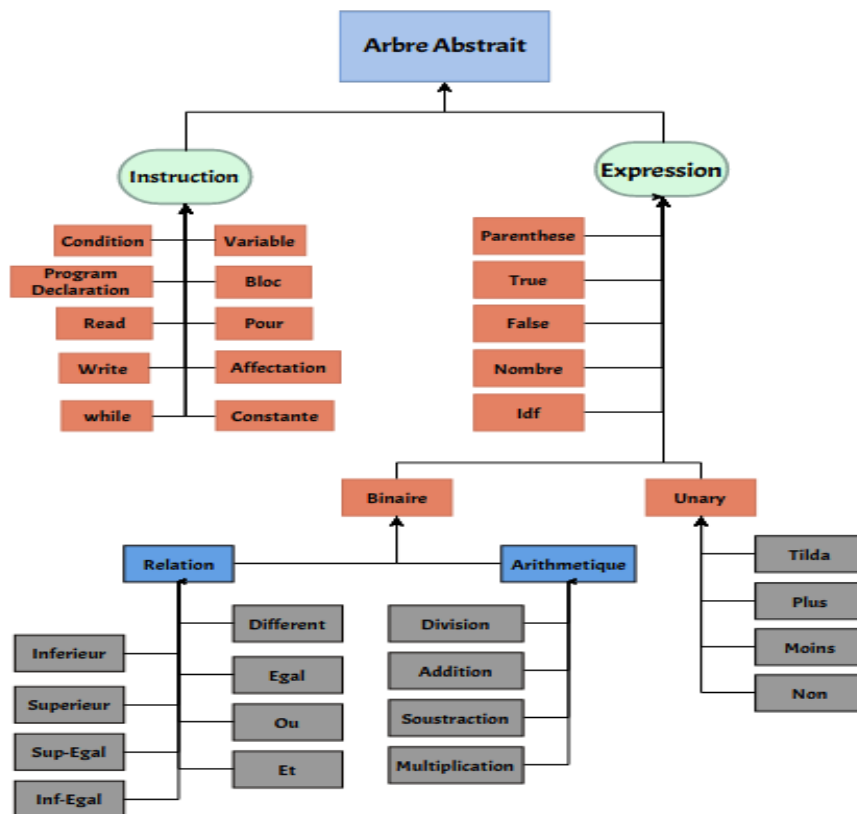 Arbre Abstrait
Instruction
Expression
Condition
Variable
Program
Declaration
Bloc
Read
Pour
Write
Affectation
while
Constante
Parenthese
True
False
Nombre
Idf
Binaire
Unary
Relation
Arithmetique
Inferieur
Superieur
Sup-Egal
Inf-Egal
Different
Egal
Ou
Et
Division
Addition
Soustraction
Multiplication
Tilda
Plus
Moins
Non